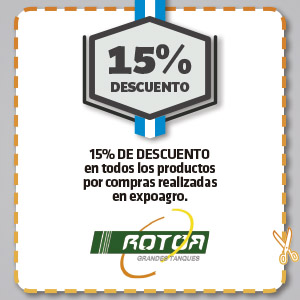 15%
DESCUENTO
15% DE DESCUENTO
en todos los productos
por compras realizadas
en expoagro.
ROTOR
GRANDES TANQUES